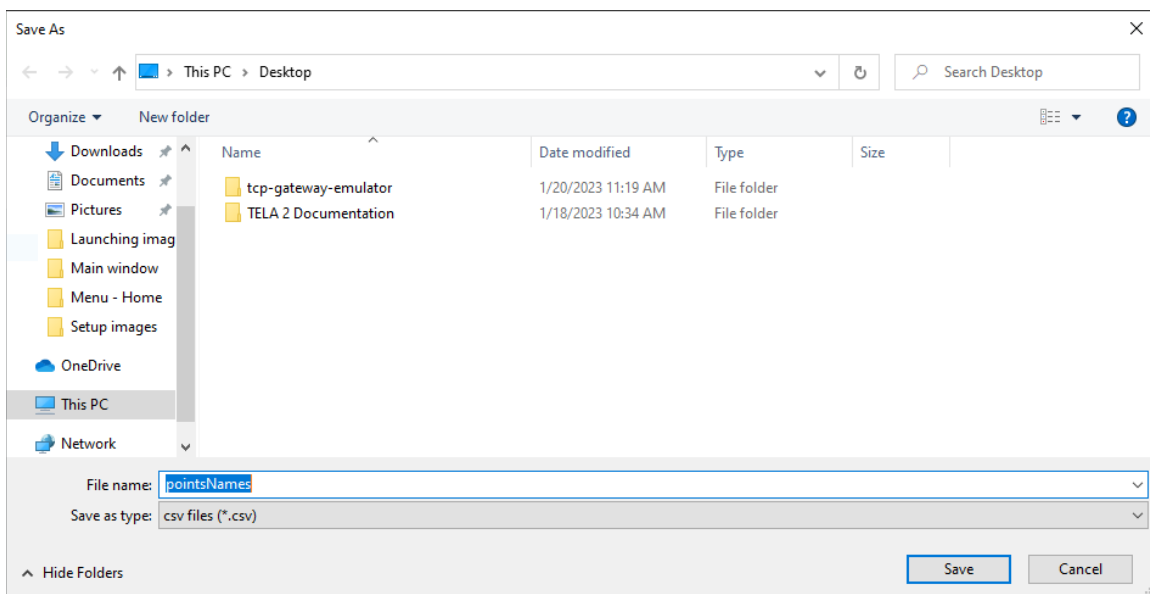 Save As
This PC > Desktop
Search Desktop
Organize
New folder
Downloads
Documents
Pictures
Launching imag
Main window
Menu - Home
Setup images
OneDrive
This PC
Network
Name Date modified Type Size
tcp-gateway-emulator 1/20/2023 11:19 AM File folder
TELA 2 Documentation 1/18/2023 10:34 AM File folder
File name: pointsNames
Save as type: csv files (*.csv)
Hide Folders
Save
Cancel